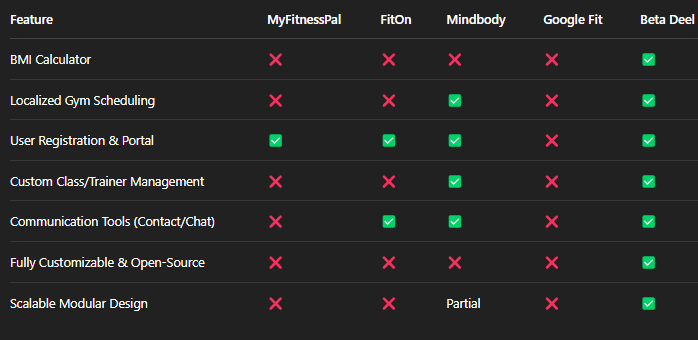 Feature MyFitnessPal FitOn Mindbody Google Fit Beta Deel
BMI Calculator ❌ ❌ ❌ ❌ ✅
Localized Gym Scheduling ❌ ❌ ✅ ❌ ✅
User Registration & Portal ✅ ✅ ✅ ❌ ✅
Custom Class/Trainer Management ❌ ❌ ✅ ❌ ✅
Communication Tools (Contact/Chat) ❌ ✅ ✅ ❌ ✅
Fully Customizable & Open-Source ❌ ❌ ❌ ❌ ✅
Scalable Modular Design ❌ ❌ Partial ❌ ✅